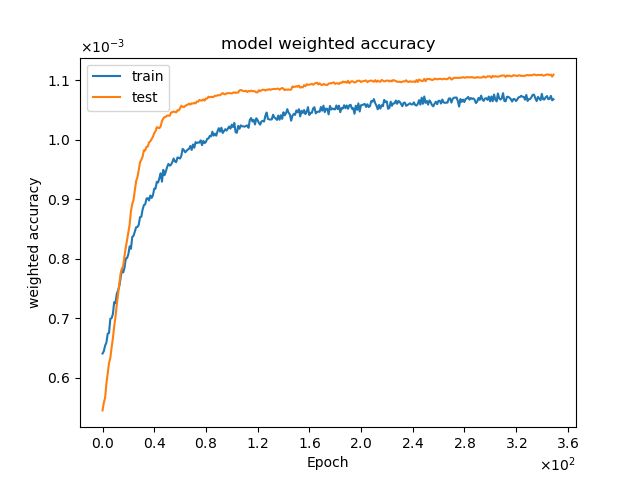 ×10⁻³
model weighted accuracy
train
test
1.1
1.0
0.9
0.8
0.7
0.6
weighted accuracy
0.0 0.4 0.8 1.2 1.6 2.0 2.4 2.8 3.2 3.6
Epoch
×10²